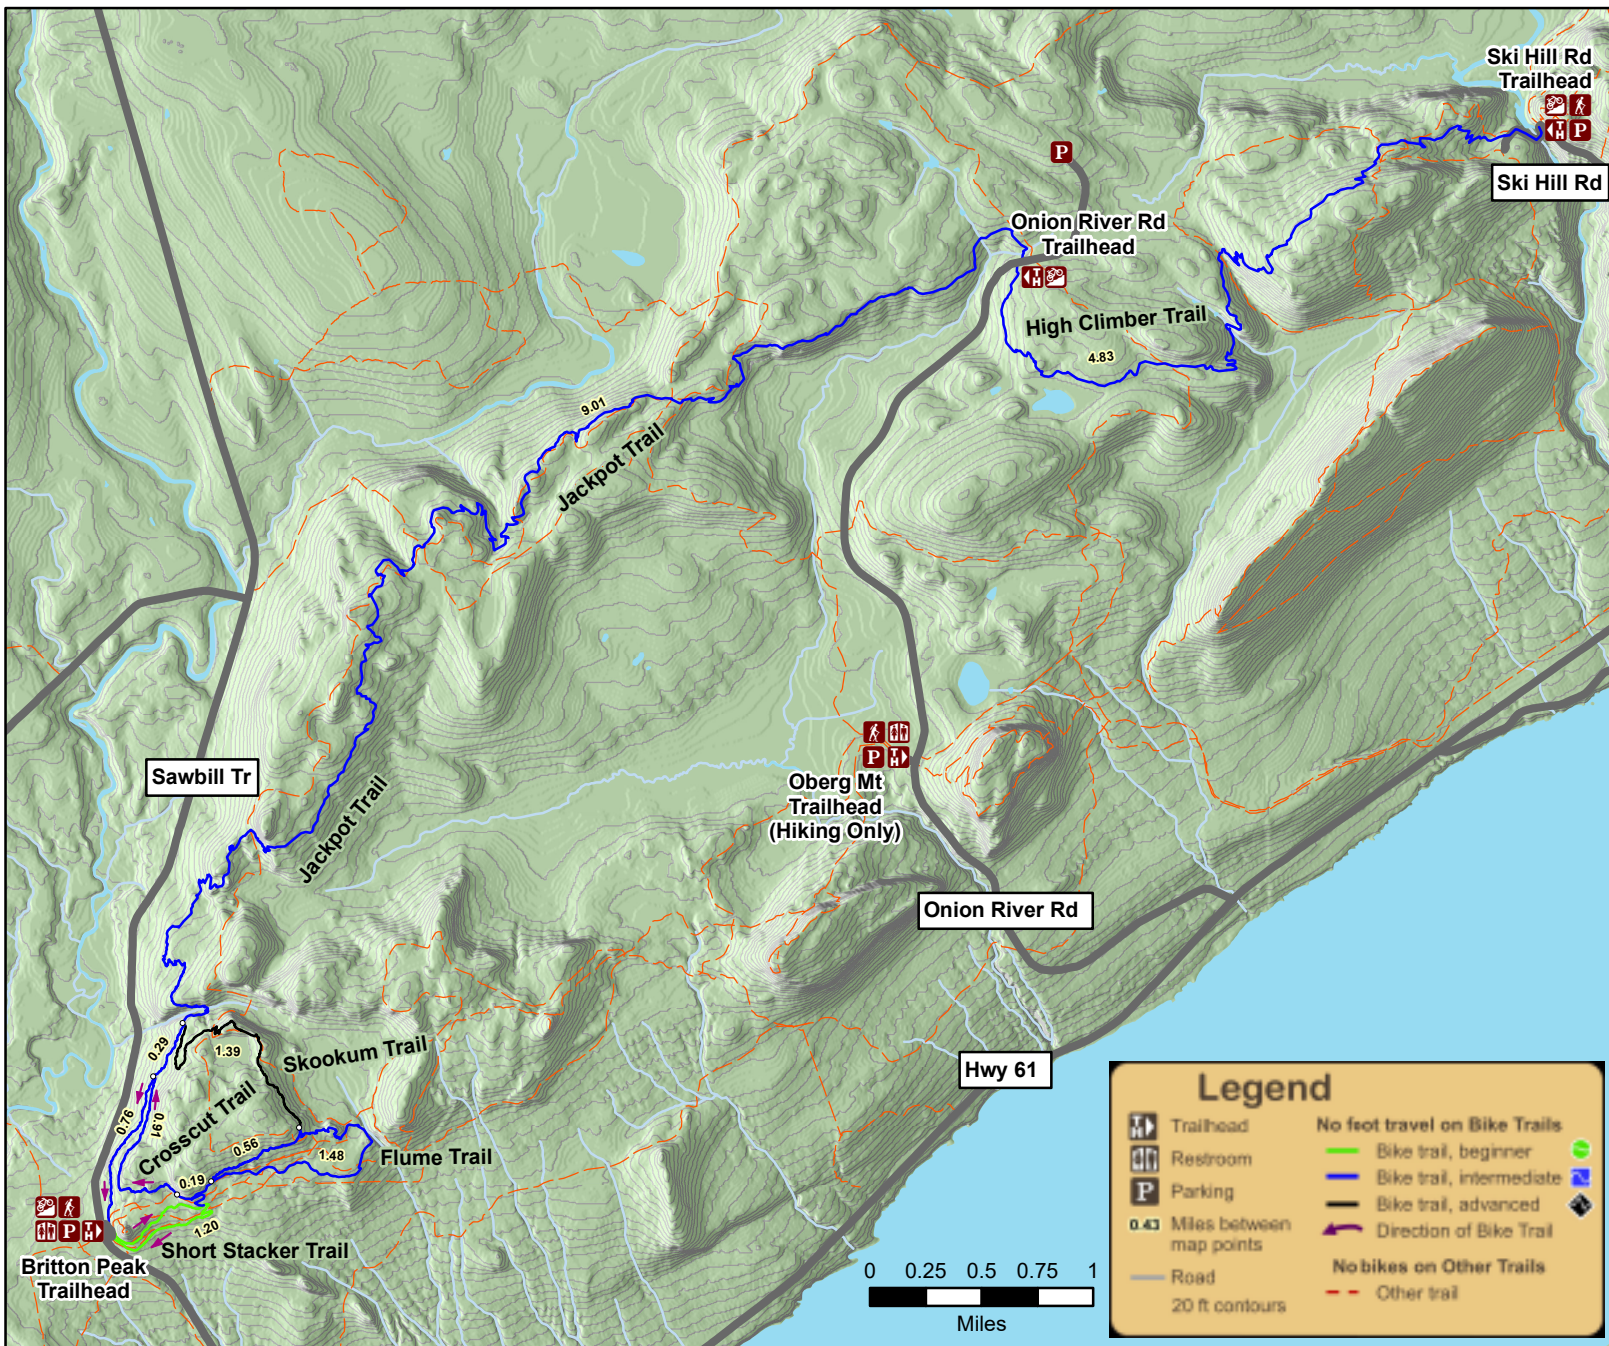 Ski Hill Rd
Trailhead
T
H
P
Ski Hill Rd
P
Onion River Rd
Trailhead
T
H
High Climber Trail
4.83
9.01
Jackpot Trail
Sawbill Tr
P
T
H
Oberg Mt
Trailhead
(Hiking Only)
Jackpot Trail
Onion River Rd
0.29
1.39
Skookum Trail
Hwy 61
0.76
0.91
Crosscut Trail
0.56
1.48
Flume Trail
0.19
P
T
H
1.20
Short Stacker Trail
Britton Peak
Trailhead
0 0.25 0.5 0.75 1
Miles
Legend
T
H
Trailhead
Restroom
P
Parking
0.43 Miles between
map points
Road
20 ft contours
No foot travel on Bike Trails
Bike trail, beginner
Bike trail, intermediate
Bike trail, advanced
Direction of Bike Trail
No bikes on Other Trails
Other trail